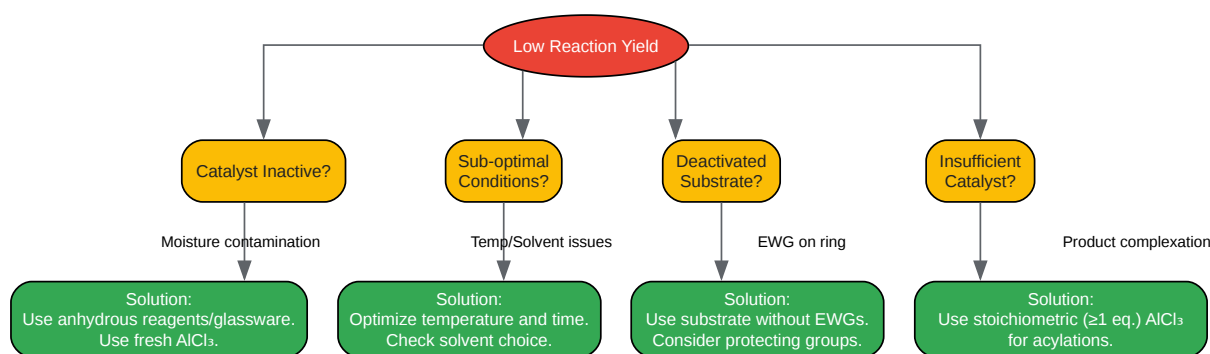 Low Reaction Yield
Catalyst Inactive?
Sub-optimal
Conditions?
Deactivated
Substrate?
Insufficient
Catalyst?
Moisture contamination
Temp/Solvent issues
EWG on ring
Product complexation
Solution:
Use anhydrous reagents/glassware.
Use fresh AlCl₃.
Solution:
Optimize temperature and time.
Check solvent choice.
Solution:
Use substrate without EWGs.
Consider protecting groups.
Solution:
Use stoichiometric (≥1 eq.) AlCl₃
for acylations.